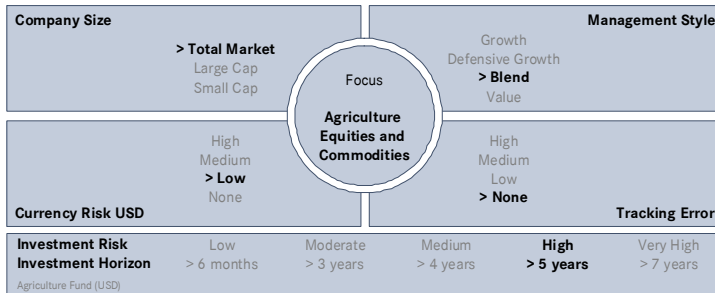 Company Size
> Total Market
Large Cap
Small Cap
Management Style
Growth
Defensive Growth
> Blend
Value
Focus
Agriculture
Equities and
Commodities
High
Medium
> Low
None
Currency Risk USD
High
Medium
Low
> None
Tracking Error
Investment Risk Low Moderate Medium High Very High
Investment Horizon > 6 months > 3 years > 4 years > 5 years > 7 years
Agriculture Fund (USD)